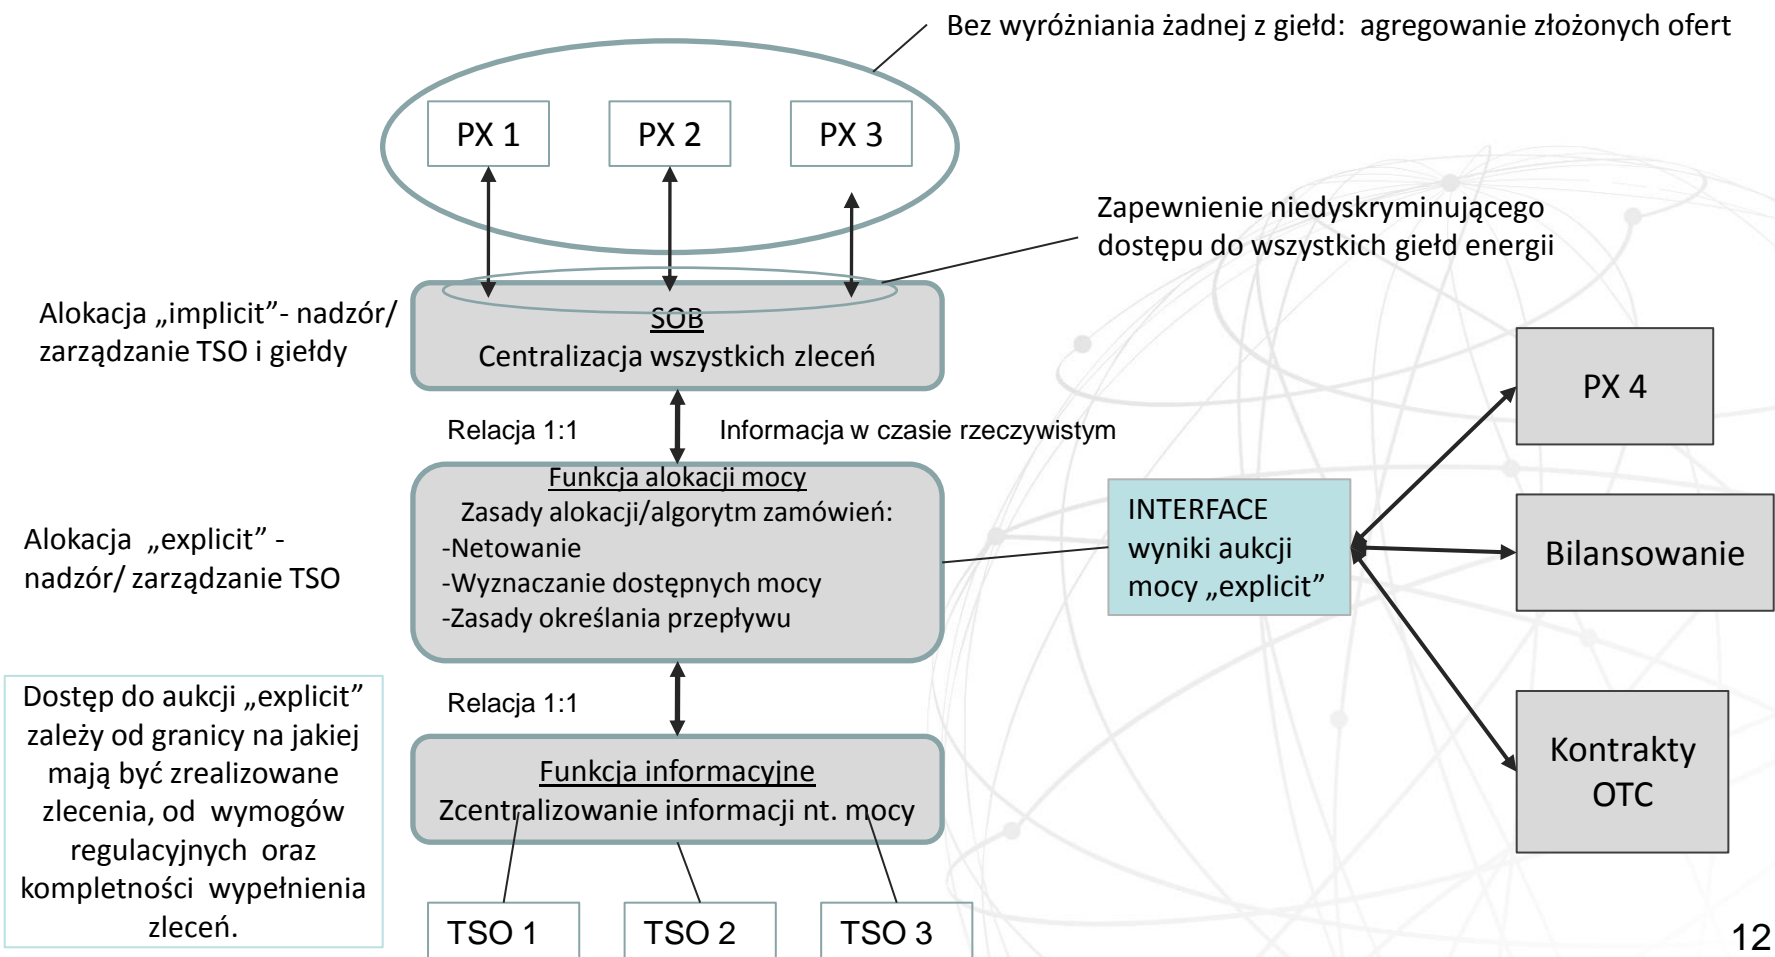 Bez wyróżniania żadnej z giełd: agregowanie złożonych ofert
PX 1
PX 2
PX 3
Zapewnienie niedyskryminującego
dostępu do wszystkich giełd energii
Alokacja „implicit”- nadzór/
zarządzanie TSO i giełdy
SOB
Centralizacja wszystkich zleceń
PX 4
Relacja 1:1
Informacja w czasie rzeczywistym
Funkcja alokacji mocy
Zasady alokacji/algorytm zamówień:
-Netowanie
-Wyznaczanie dostępnych mocy
-Zasady określania przepływu
Alokacja „explicit” -
nadzór/ zarządzanie TSO
INTERFACE
wyniki aukcji
mocy „explicit”
Bilansowanie
Relacja 1:1
Dostęp do aukcji „explicit”
zależy od granicy na jakiej
mają być zrealizowane
zlecenia, od wymogów
regulacyjnych oraz
kompletności wypełnienia
zleceń.
Funkcja informacyjne
Zcentralizowanie informacji nt. mocy
Kontrakty
OTC
TSO 1
TSO 2
TSO 3
12